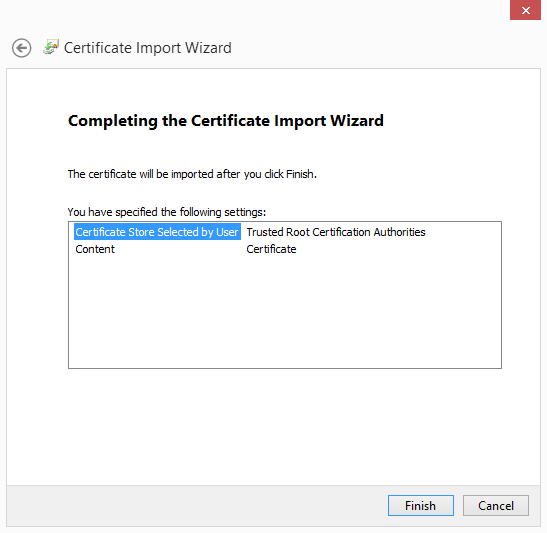 Certificate Import Wizard
Completing the Certificate Import Wizard
The certificate will be imported after you click Finish.
You have specified the following settings:
Certificate Store Selected by User Trusted Root Certification Authorities
Content Certificate
Finish Cancel